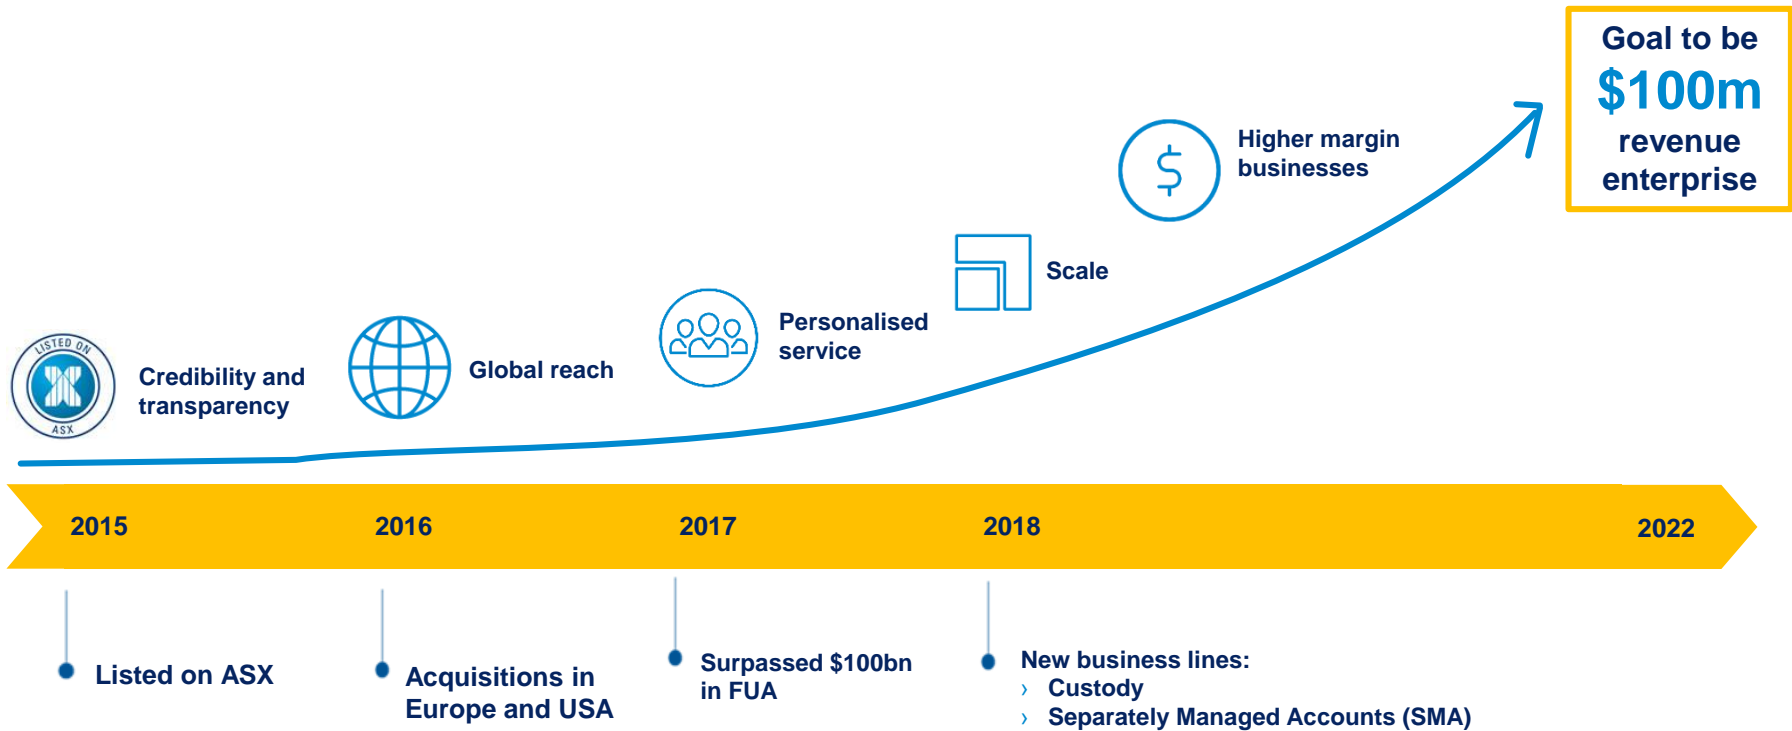 Goal to be
$100m
revenue
enterprise
Higher margin
businesses
$
Scale
Personalised
service
Global reach
LISTED ON
ASX
Credibility and
transparency
2015
2016
2017
2018
2022
Listed on ASX
Acquisitions in
Europe and USA
Surpassed $100bn
in FUA
New business lines:
› Custody
› Separately Managed Accounts (SMA)